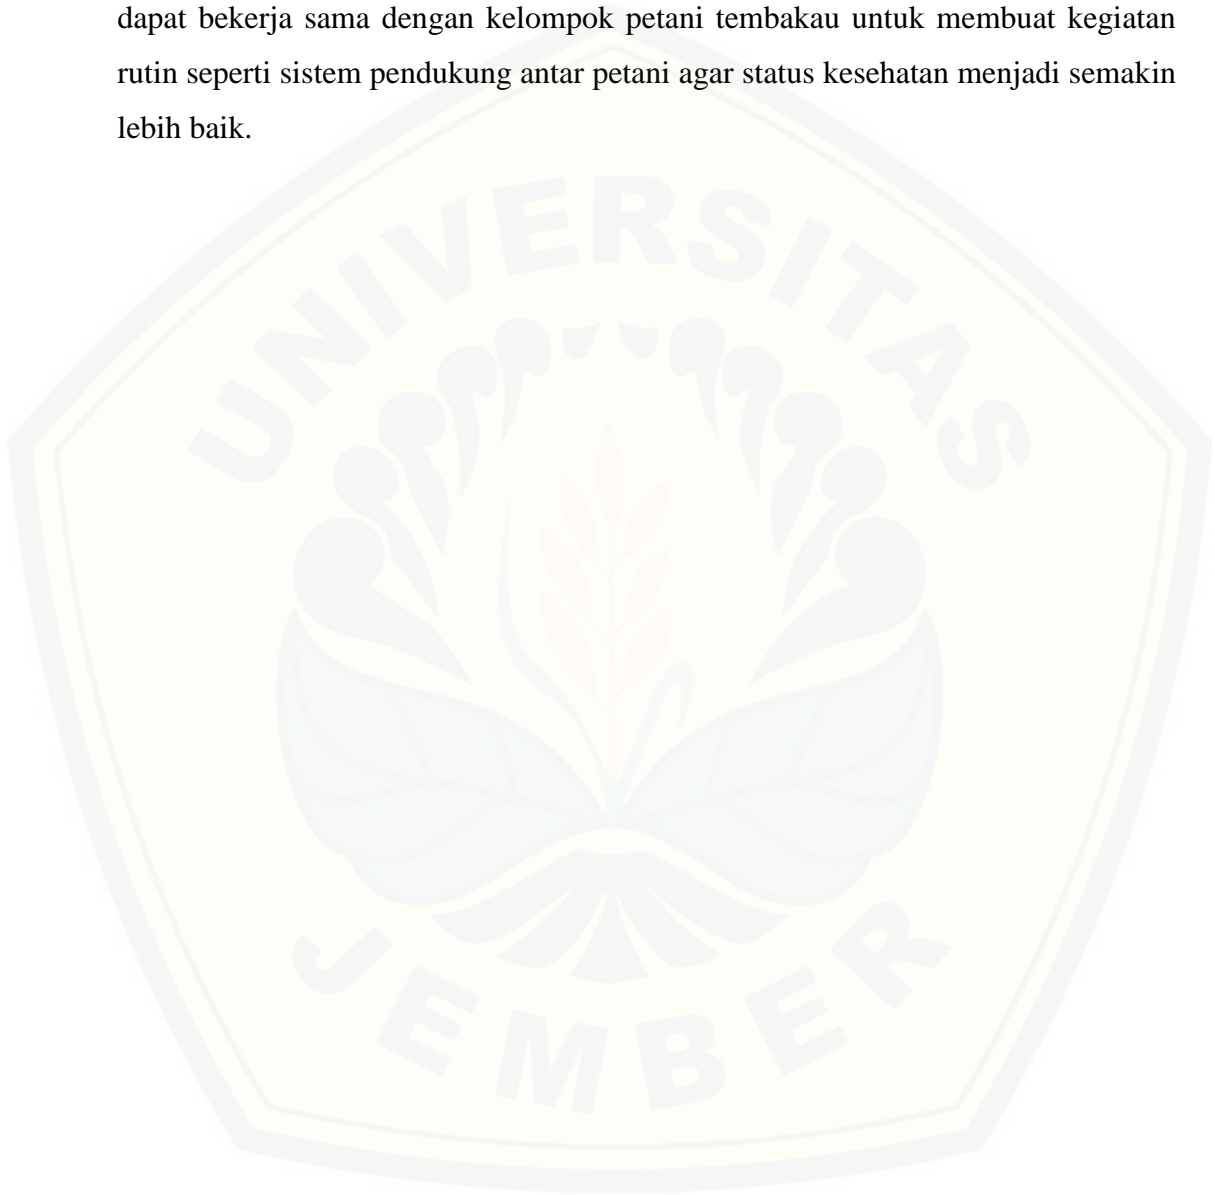 dapat bekerja sama dengan kelompok petani tembakau untuk membuat kegiatan
rutin seperti sistem pendukung antar petani agar status kesehatan menjadi semakin
lebih baik.
UNIVERSITAS
JEMBER